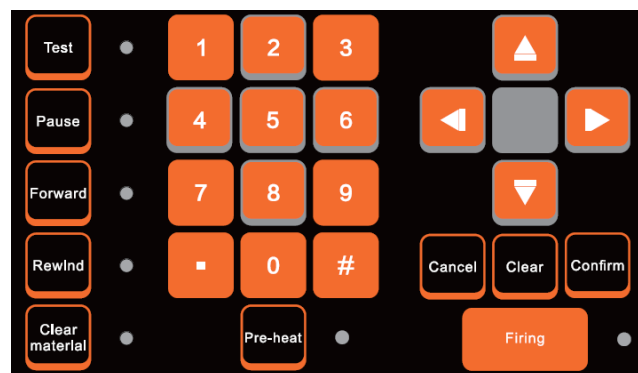 Test
1 2 3
Pause
4 5 6
Forward
7 8 9
RewInd
. 0 #
Cancel Clear Confirm
Clear
materIal
Pre-heat
Firing